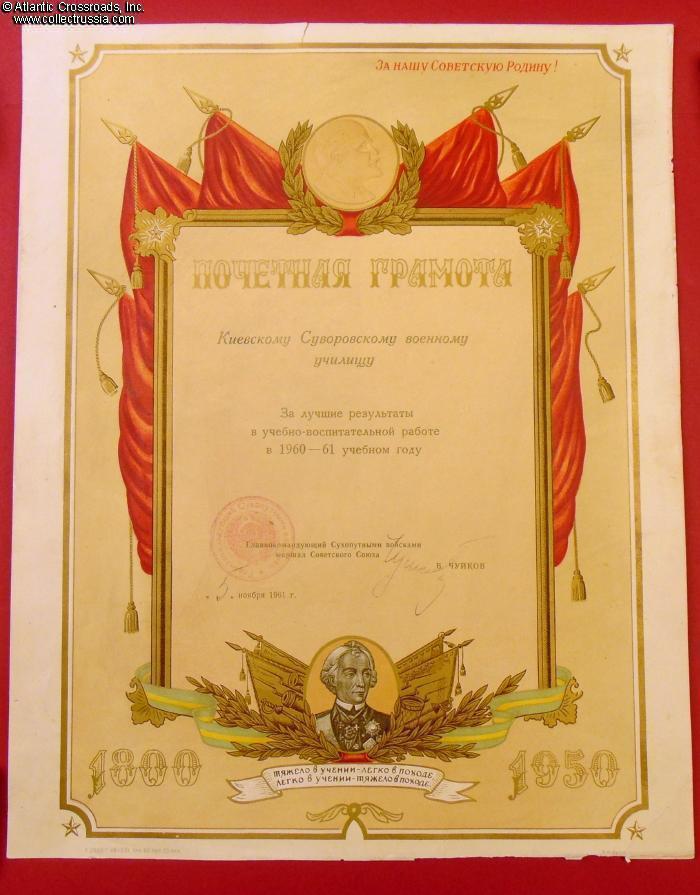 © Atlantic Crossroads, Inc.
www.collectrussia.com
За нашу Советскую Родину!
ПОЧЕТНАЯ ГРАМОТА
Киевскому Суворовскому военному
училищу
За лучшие результаты
в учебно-воспитательной работе
в 1960—61 учебном году
Главнокомандующий Сухопутными войсками
маршал Советского Союза
В. ЧУЙКОВ
ноября 1961 г.
1800
1950
ТЯЖЕЛО В УЧЕНИИ-ЛЕГКО В ПОХОДЕ
ЛЕГКО В УЧЕНИИ-ТЯЖЕЛО В ПОХОДЕ.